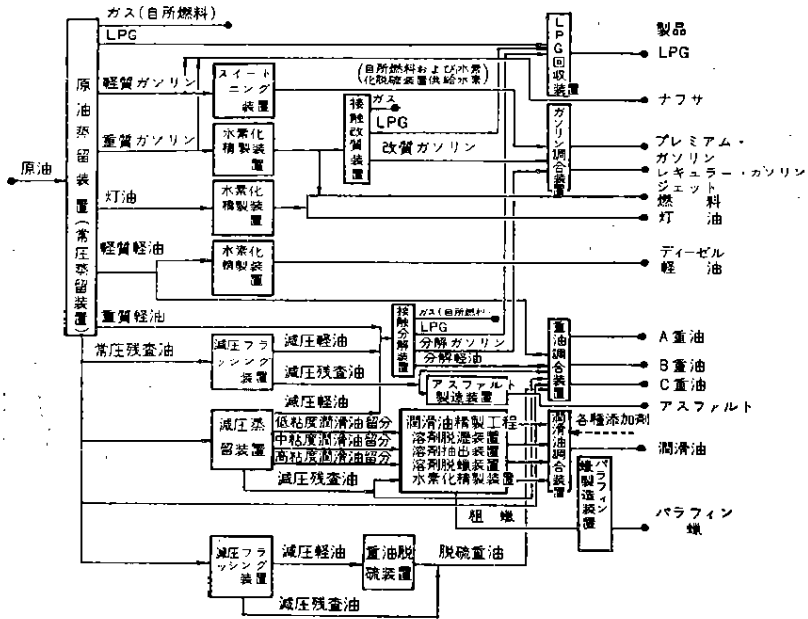 ガス(自所燃料)
LPG
製品
LPG回収装置
LPG
軽質ガソリン
スイートニング装置
(自所燃料および水素
化脱硫装置供給水素)
ナフサ
ガス
LPG
接触改質装置
ガソリン調合装置
重質ガソリン
水素化
精製装
置
改質ガソリン
プレミアム・
ガソリン
レギュラー・ガソリン
原油
原油蒸留装置(常圧蒸留装置)
灯油
水素化
精製装置
ジェット
燃料
灯油
軽質軽油
水素化
精製装置
ディーゼル
軽油
重質軽油
接触分解装置
ガス(自所燃料)
LPG
分解ガソリン
分解軽油
重油調合装置
A重油
B重油
C重油
常圧残査油
減圧フラ
ッシング
装置
減圧軽油
減圧残査油
アスファルト
製造装置
アスファルト
減圧軽油
減圧蒸
留装置
低粘度潤滑油留分
中粘度潤滑油留分
高粘度潤滑油留分
減圧残査油
潤滑油精製工程
溶剤脱瀝装置
溶剤抽出装置
溶剤脱蝋装置
水素化精製装置
潤滑油調合装置
各種添加剤
潤滑油
粗蝋
パラフィン
蝋製造装置
パラフィン
蝋
減圧フラ
ッシング
装置
減圧軽油
重油脱
硫装置
脱硫重油
減圧残査油